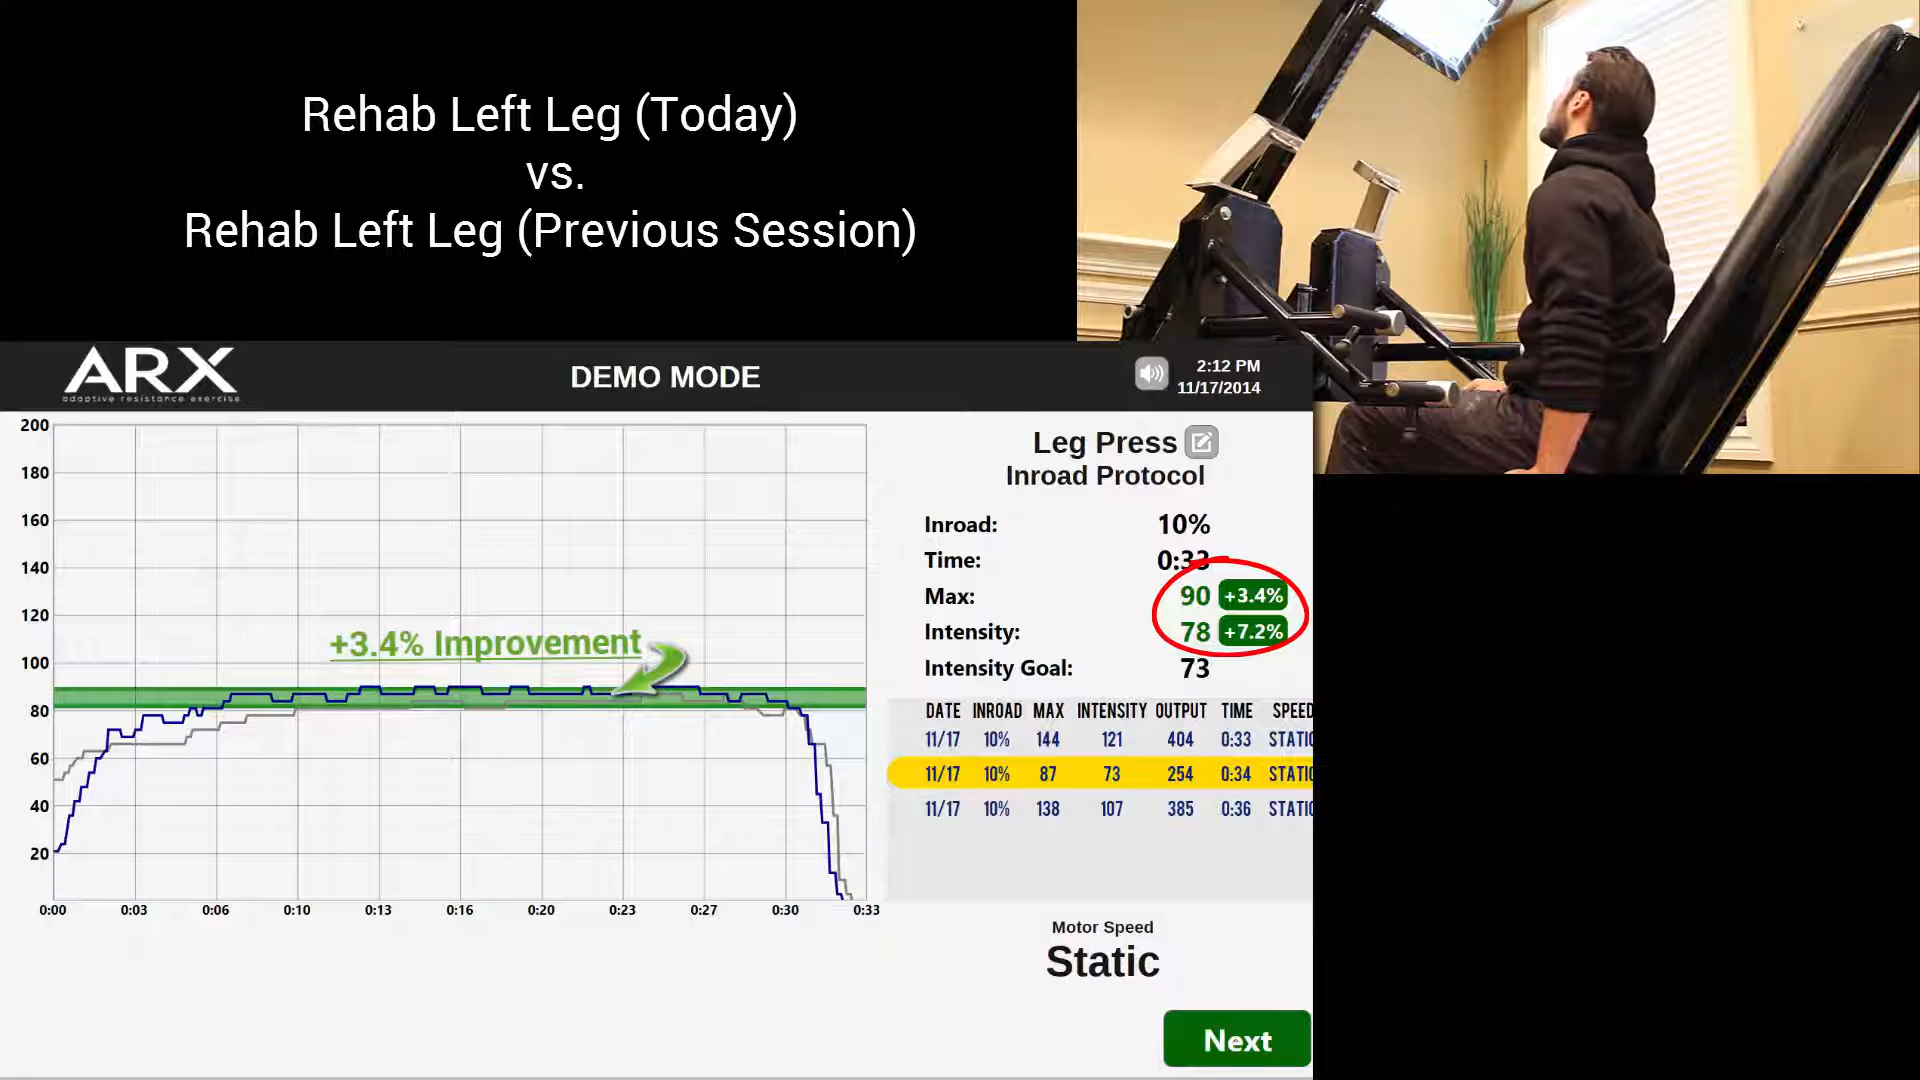 Rehab Left Leg (Today)
vs.
Rehab Left Leg (Previous Session)
ARX
adaptive resistance exercise
DEMO MODE
2:12 PM
11/17/2014
200
180
160
140
120
100
80
60
40
20
+3.4% Improvement
0:00 0:03 0:06 0:10 0:13 0:16 0:20 0:23 0:27 0:30 0:33
Leg Press
Inroad Protocol
Inroad: 10%
Time: 0:33
Max: 90 +3.4%
Intensity: 78 +7.2%
Intensity Goal: 73
DATE INROAD MAX INTENSITY OUTPUT TIME SPEED
11/17 10% 144 121 404 0:33 STATIC
11/17 10% 87 73 254 0:34 STATIC
11/17 10% 138 107 385 0:36 STATIC
Motor Speed
Static
Next